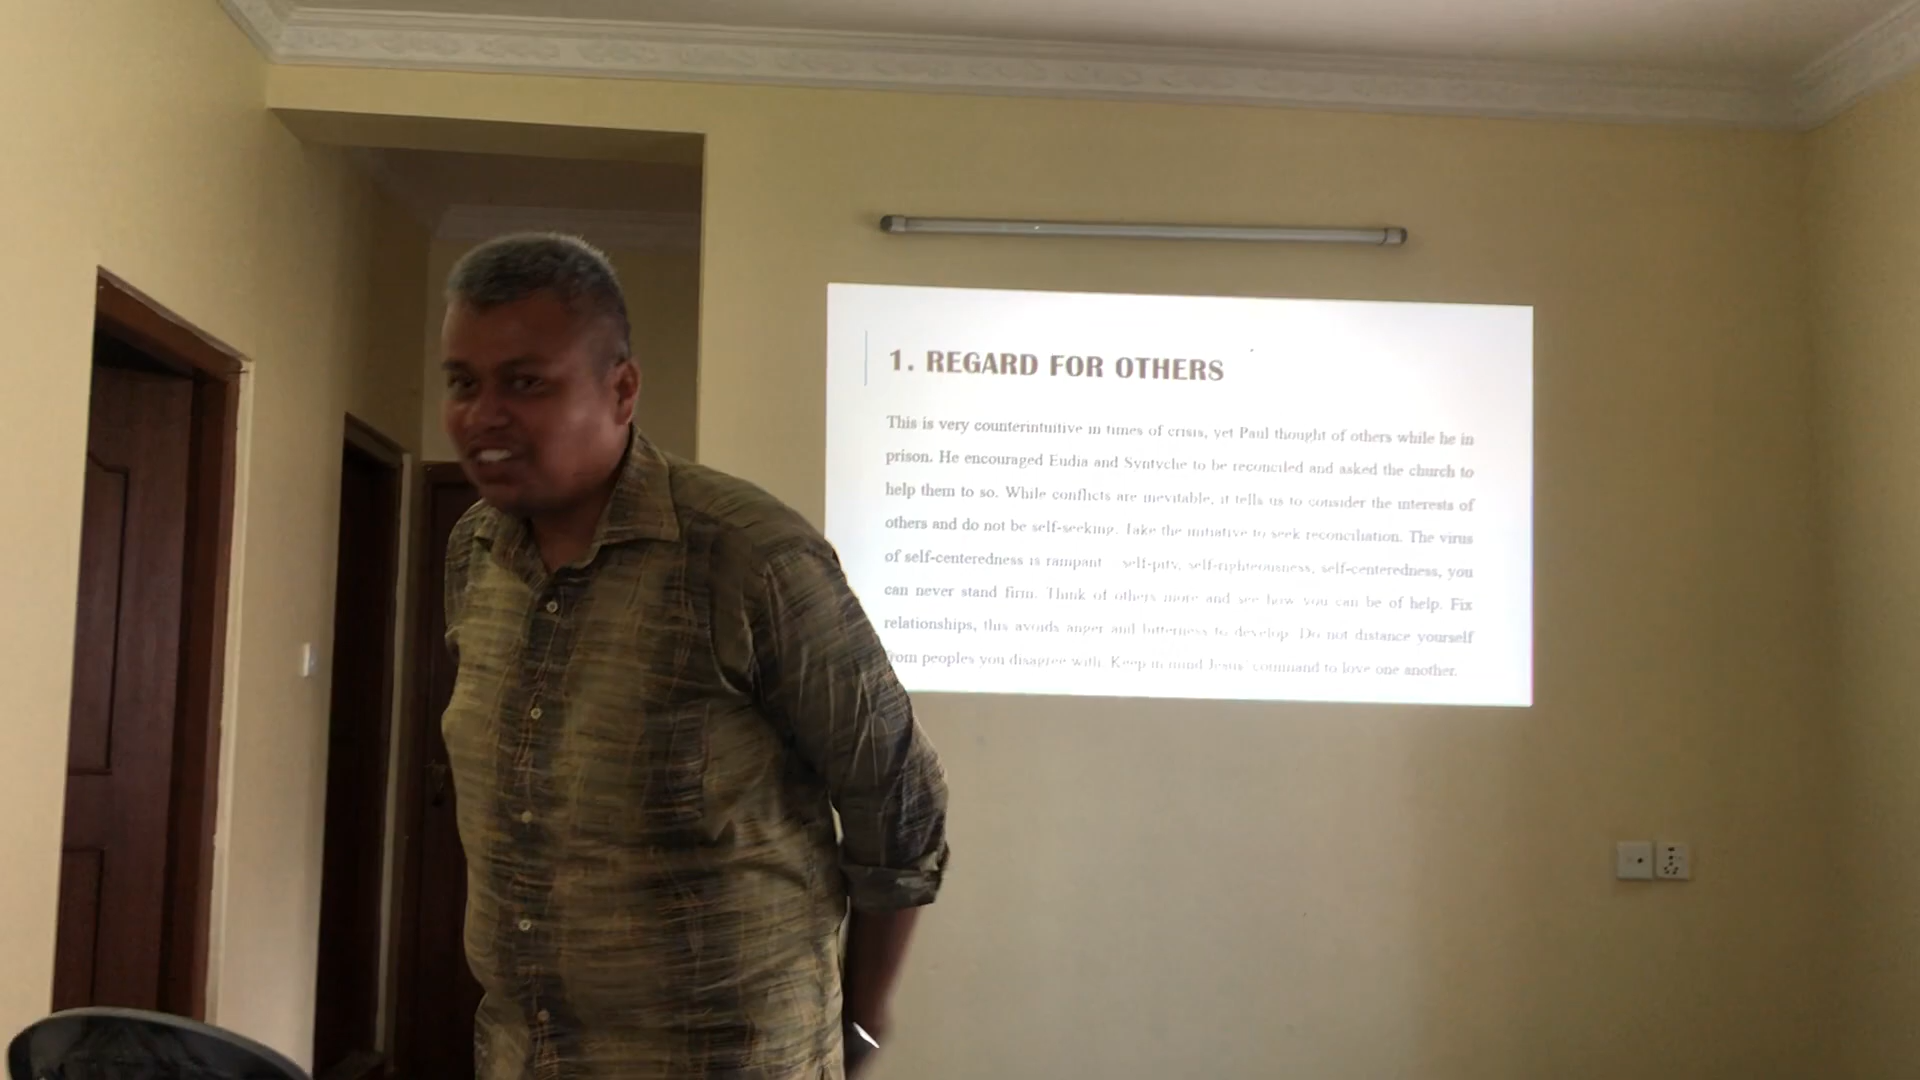 1. REGARD FOR OTHERS
This is very counterintuitive in times of crisis, yet Paul thought of others while he in
prison. He encouraged Eudia and Syntyche to be reconciled and asked the church to
help them to so. While conflicts are inevitable, it tells us to consider the interests of
others and do not be self-seeking. Take the initiative to seek reconciliation. The virus
of self-centeredness is rampant self-pity, self-righteousness, self-centeredness, you
can never stand firm. Think of others more and see how you can be of help. Fix
relationships, this avoids anger and bitterness to develop. Do not distance yourself
from peoples you disagree with. Keep in mind Jesus' command to love one another.